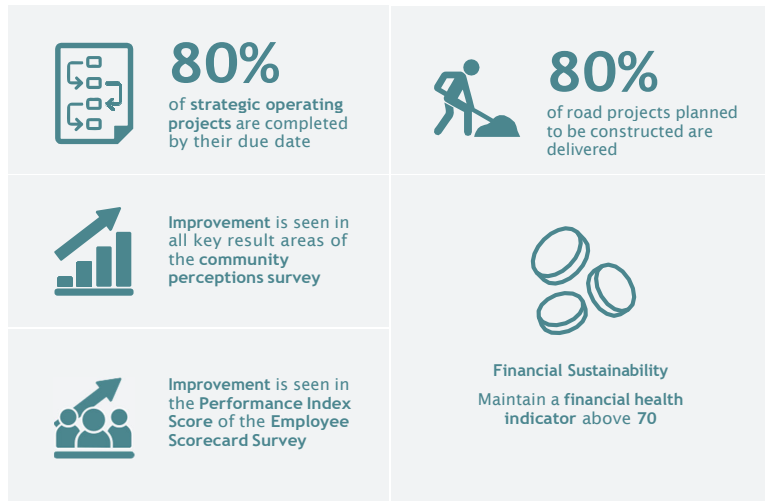 80%
of strategic operating
projects are completed
by their due date
80%
of road projects planned
to be constructed are
delivered
Improvement is seen in
all key result areas of
the community
perceptions survey
Financial Sustainability
Maintain a financial health
indicator above 70
Improvement is seen in
the Performance Index
Score of the Employee
Scorecard Survey